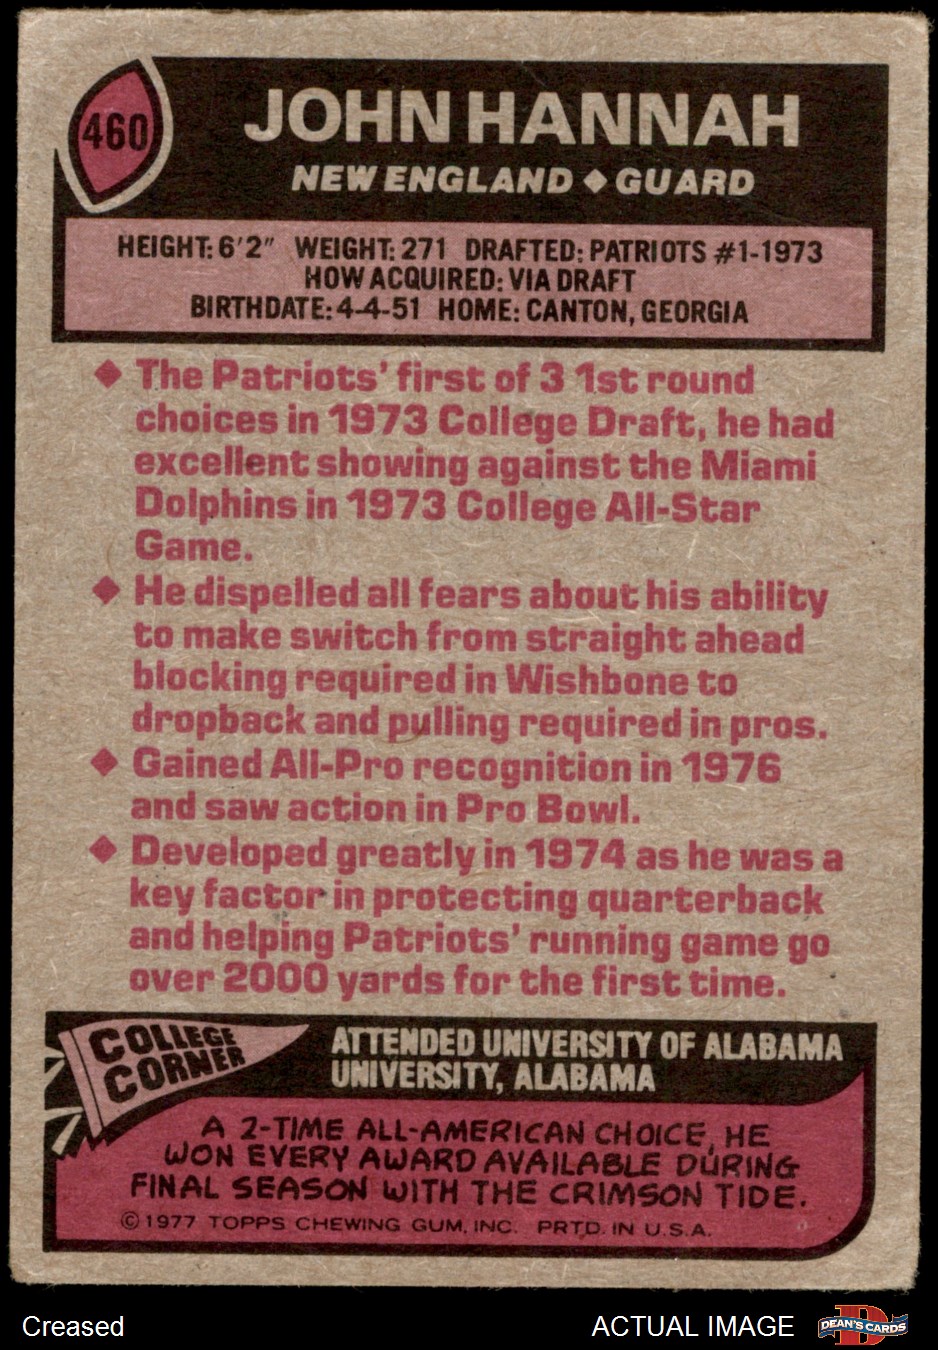 460
JOHN HANNAH
NEW ENGLAND ◆ GUARD
HEIGHT: 6'2" WEIGHT: 271 DRAFTED: PATRIOTS #1-1973
HOW ACQUIRED: VIA DRAFT
BIRTHDATE: 4-4-51 HOME: CANTON, GEORGIA
◆ The Patriots' first of 3 1st round
choices in 1973 College Draft, he had
excellent showing against the Miami
Dolphins in 1973 College All-Star
Game.
◆ He dispelled all fears about his ability
to make switch from straight ahead
blocking required in Wishbone to
dropback and pulling required in pros.
◆ Gained All-Pro recognition in 1976
and saw action in Pro Bowl.
◆ Developed greatly in 1974 as he was a
key factor in protecting quarterback
and helping Patriots' running game go
over 2000 yards for the first time.
COLLEGE
CORNER
ATTENDED UNIVERSITY OF ALABAMA
UNIVERSITY, ALABAMA
A 2-TIME ALL-AMERICAN CHOICE, HE
WON EVERY AWARD AVAILABLE DURING
FINAL SEASON WITH THE CRIMSON TIDE.
© 1977 TOPPS CHEWING GUM, INC. PRTD. IN U.S.A.
Creased
ACTUAL IMAGE
D
DEAN'S CARDS